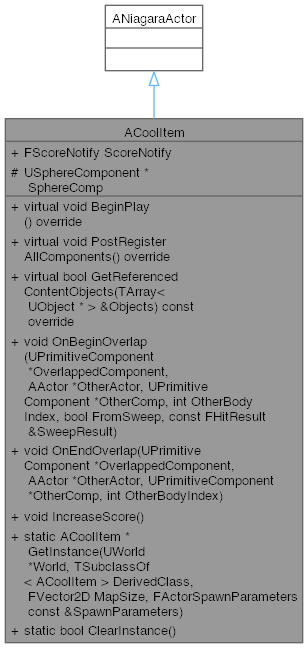 ANiagaraActor
ACoolItem
+ FScoreNotify ScoreNotify
# USphereComponent *
SphereComp
+ virtual void BeginPlay
() override
+ virtual void PostRegister
AllComponents() override
+ virtual bool GetReferenced
ContentObjects(TArray<
UObject * > &Objects) const
override
+ void OnBeginOverlap
(UPrimitiveComponent
*OverlappedComponent,
AActor *OtherActor, UPrimitive
Component *OtherComp, int OtherBody
Index, bool FromSweep, const FHitResult
&SweepResult)
+ void OnEndOverlap(UPrimitive
Component *OverlappedComponent,
AActor *OtherActor, UPrimitiveComponent
*OtherComp, int OtherBodyIndex)
+ void IncreaseScore()
+ static ACoolItem *
GetInstance(UWorld
*World, TSubclassOf
< ACoolItem > DerivedClass,
FVector2D MapSize, FActorSpawnParameters
const &SpawnParameters)
+ static bool ClearInstance()